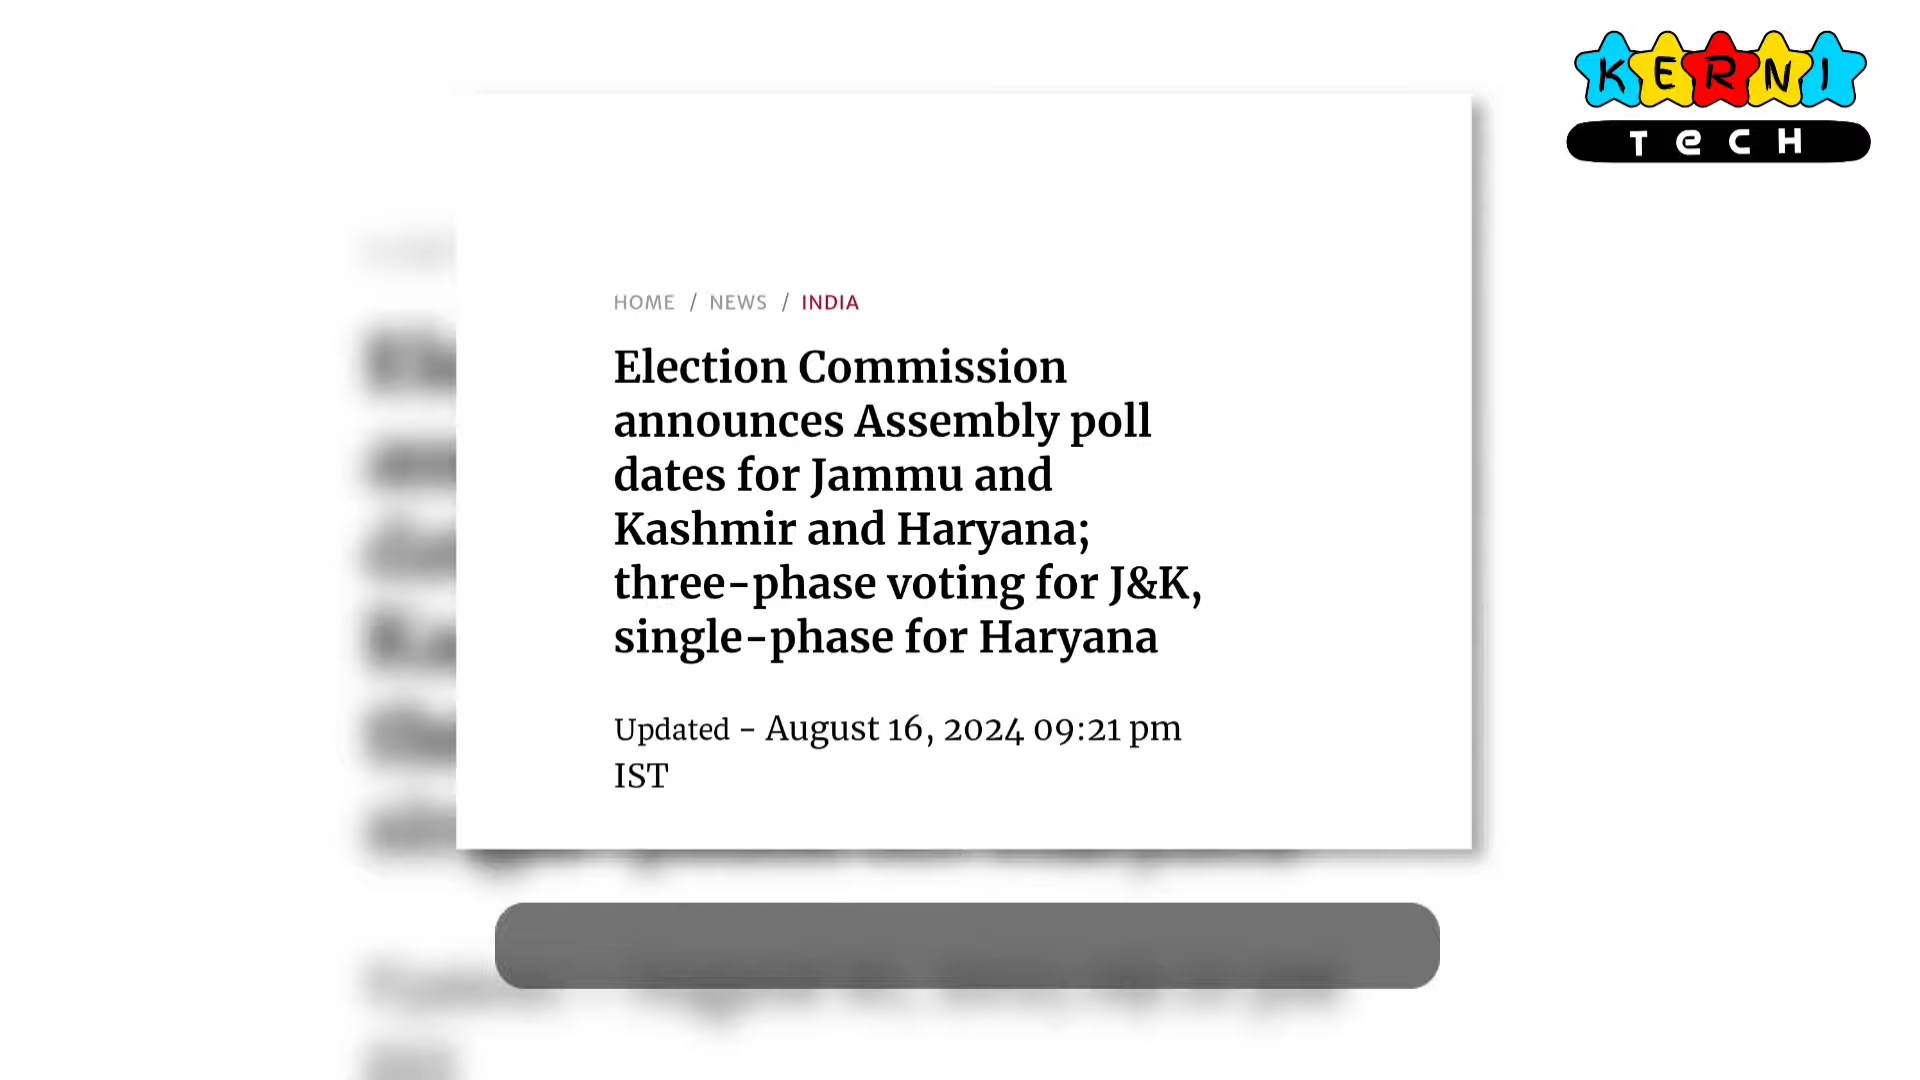 KERNI
TeCH
HOME / NEWS / INDIA
Election Commission
announces Assembly poll
dates for Jammu and
Kashmir and Haryana;
three-phase voting for J&K,
single-phase for Haryana
Updated - August 16, 2024 09:21 pm
IST